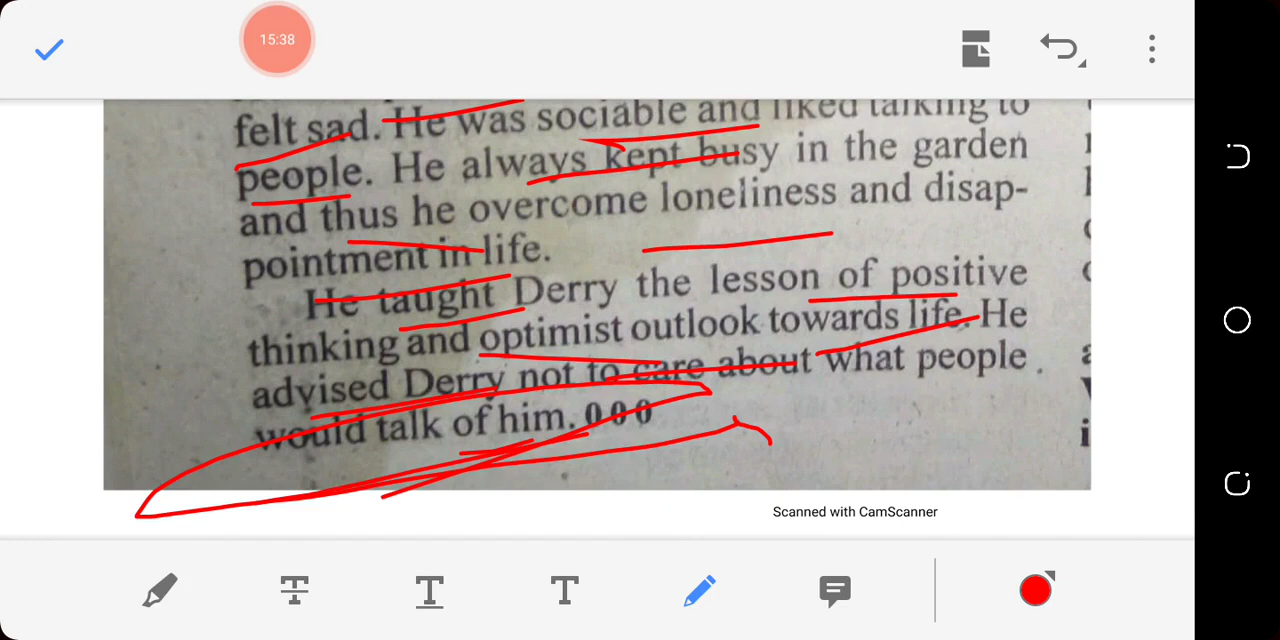 15:38
felt sad. He was sociable and liked talking to
people. He always kept busy in the garden
and thus he overcome loneliness and disap-
pointment in life.
He taught Derry the lesson of positive
thinking and optimist outlook towards life. He
advised Derry not to care about what people
would talk of him. 000
Scanned with CamScanner